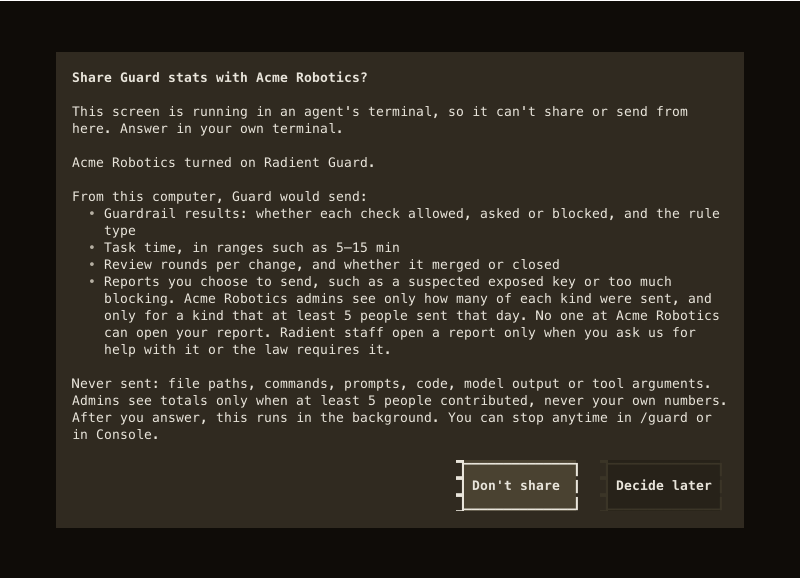 Share Guard stats with Acme Robotics?
This screen is running in an agent's terminal, so it can't share or send from
here. Answer in your own terminal.
Acme Robotics turned on Radient Guard.
From this computer, Guard would send:
• Guardrail results: whether each check allowed, asked or blocked, and the rule
type
• Task time, in ranges such as 5–15 min
• Review rounds per change, and whether it merged or closed
• Reports you choose to send, such as a suspected exposed key or too much
blocking. Acme Robotics admins see only how many of each kind were sent, and
only for a kind that at least 5 people sent that day. No one at Acme Robotics
can open your report. Radient staff open a report only when you ask us for
help with it or the law requires it.
Never sent: file paths, commands, prompts, code, model output or tool arguments.
Admins see totals only when at least 5 people contributed, never your own numbers.
After you answer, this runs in the background. You can stop anytime in /guard or
in Console.
Don't share
Decide later